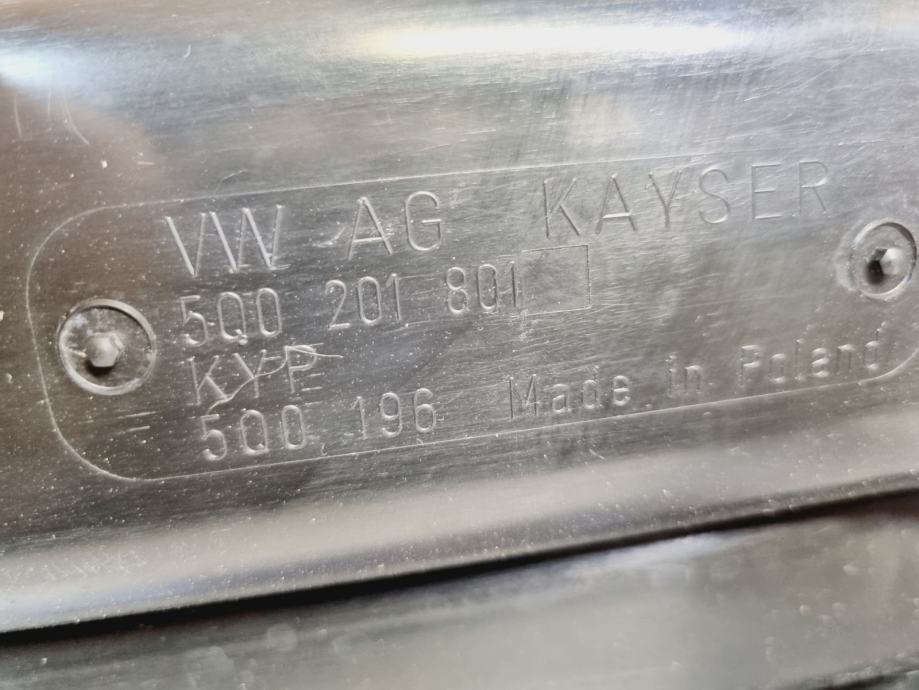 VW AG KAYSER
5Q0 201 801
KYP
5Q0 196 Made in Poland